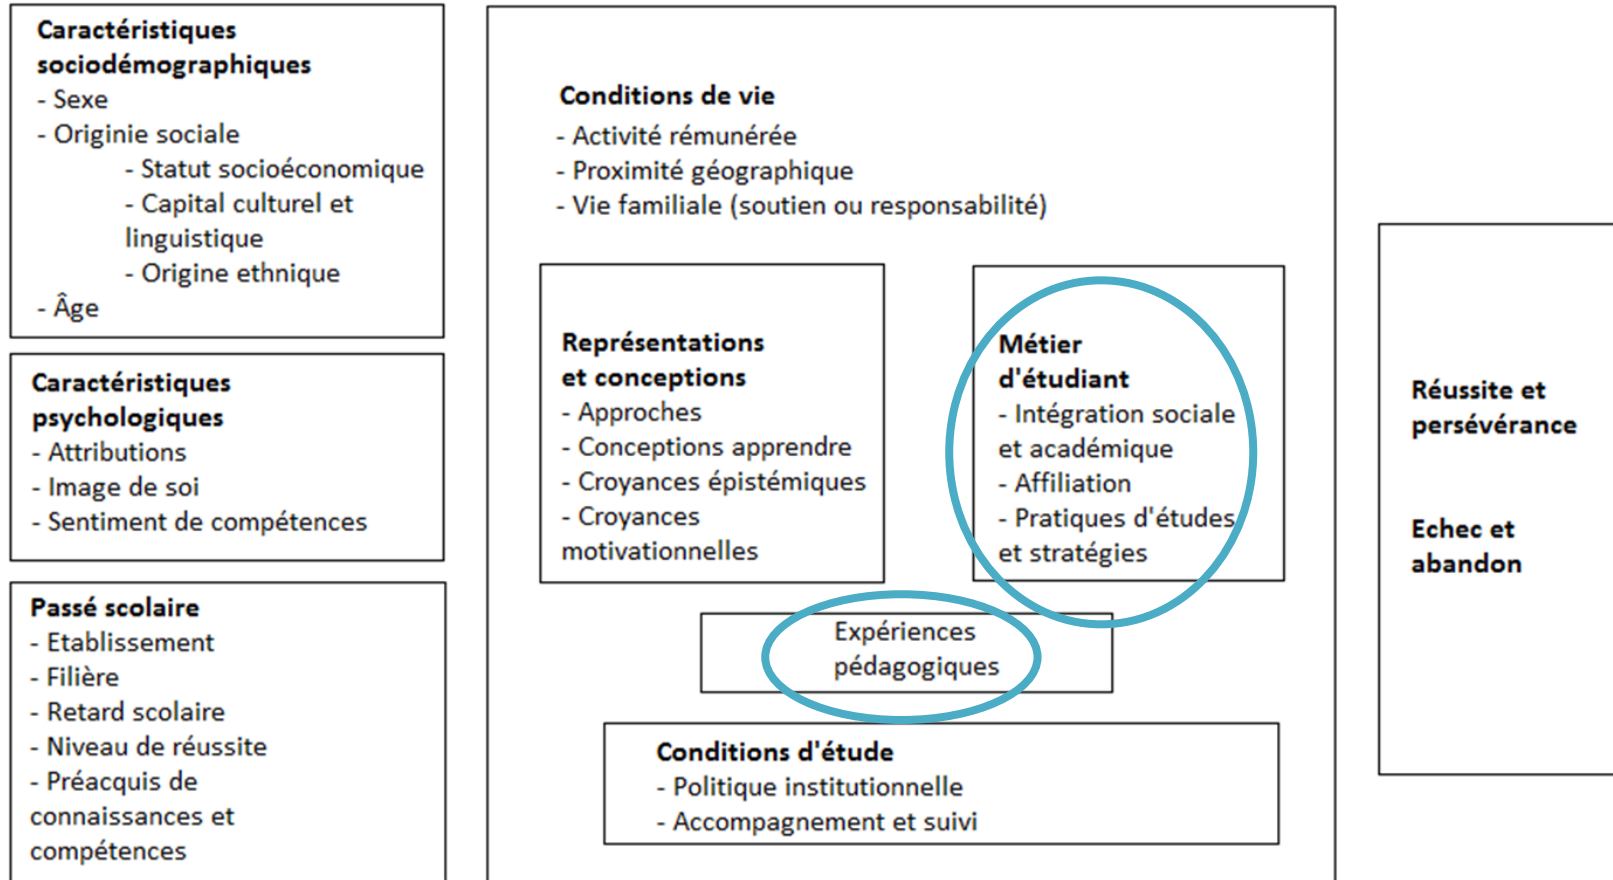 Caractéristiques
sociodémographiques
- Sexe
- Originie sociale
- Statut socioéconomique
- Capital culturel et
linguistique
- Origine ethnique
- Âge
Caractéristiques
psychologiques
- Attributions
- Image de soi
- Sentiment de compétences
Passé scolaire
- Etablissement
- Filière
- Retard scolaire
- Niveau de réussite
- Préacquis de
connaissances et
compétences
Conditions de vie
- Activité rémunérée
- Proximité géographique
- Vie familiale (soutien ou responsabilité)
Représentations
et conceptions
- Approches
- Conceptions apprendre
- Croyances épistémiques
- Croyances
motivationnelles
Métier
d'étudiant
- Intégration sociale
et académique
- Affiliation
- Pratiques d'études
et stratégies
Expériences
pédagogiques
Conditions d'étude
- Politique institutionnelle
- Accompagnement et suivi
Réussite et
persévérance
Echec et
abandon